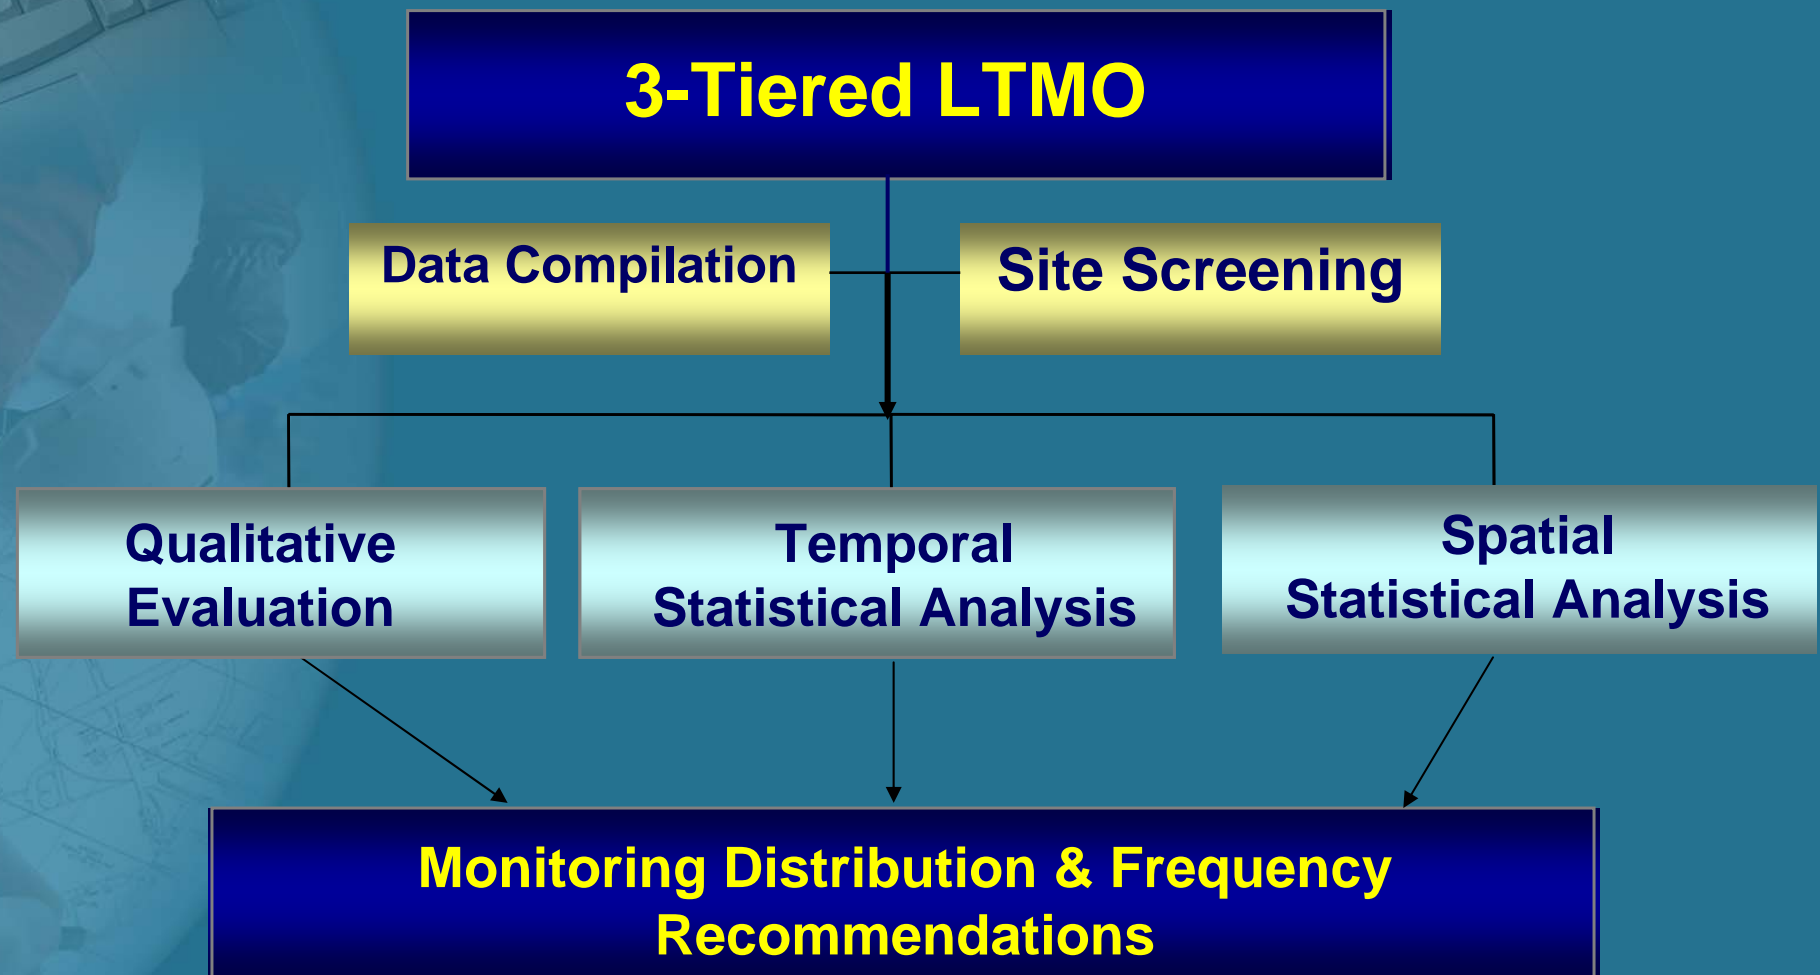 3-Tiered LTMO
Data Compilation
Site Screening
Qualitative
Evaluation
Temporal
Statistical Analysis
Spatial
Statistical Analysis
Monitoring Distribution & Frequency
Recommendations